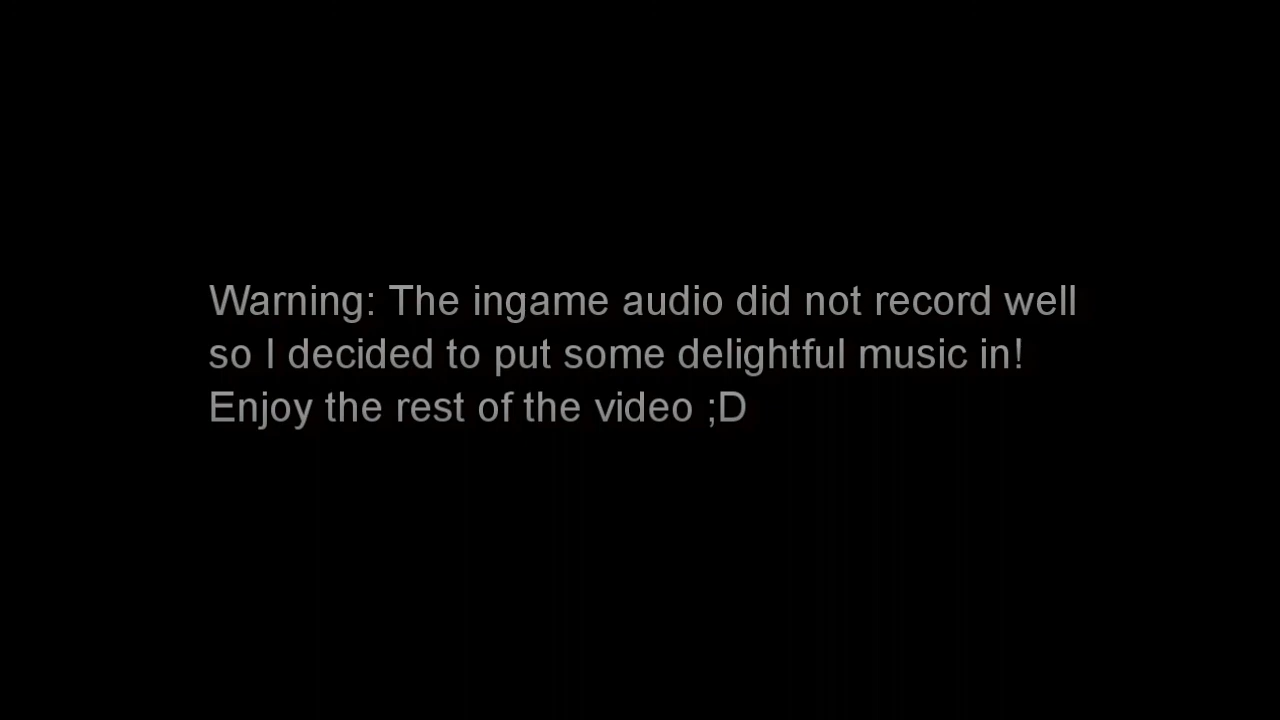 Warning: The ingame audio did not record well
so I decided to put some delightful music in!
Enjoy the rest of the video ;D